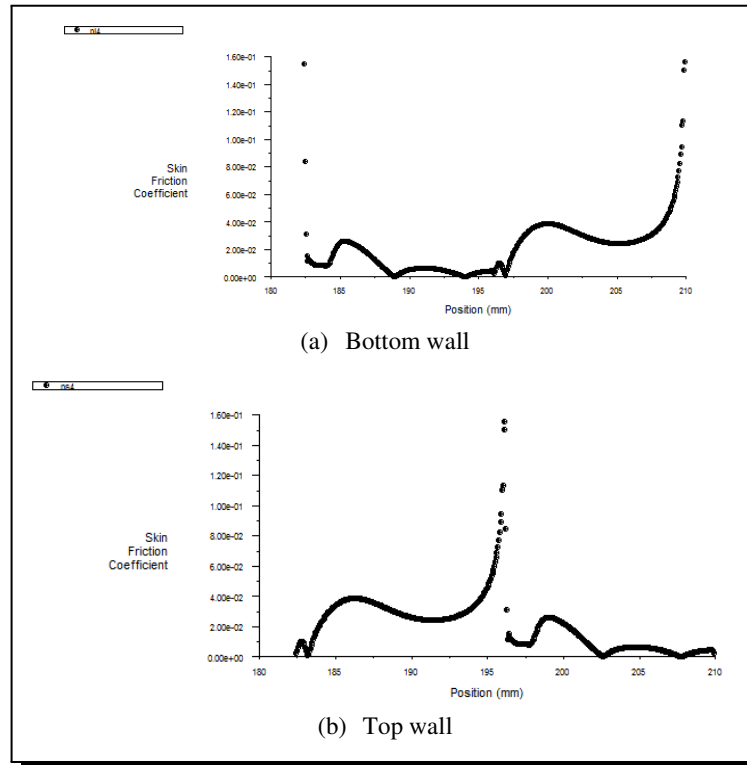 ni4
1.60e-01
1.40e-01
1.20e-01
1.00e-01
8.00e-02
6.00e-02
4.00e-02
2.00e-02
0.00e+00
Skin
Friction
Coefficient
180 185 190 195 200 205 210
Position (mm)
(a) Bottom wall
1.60e-01
1.40e-01
1.20e-01
1.00e-01
8.00e-02
6.00e-02
4.00e-02
2.00e-02
0.00e+00
Skin
Friction
Coefficient
180 185 190 195 200 205 210
Position (mm)
(b) Top wall